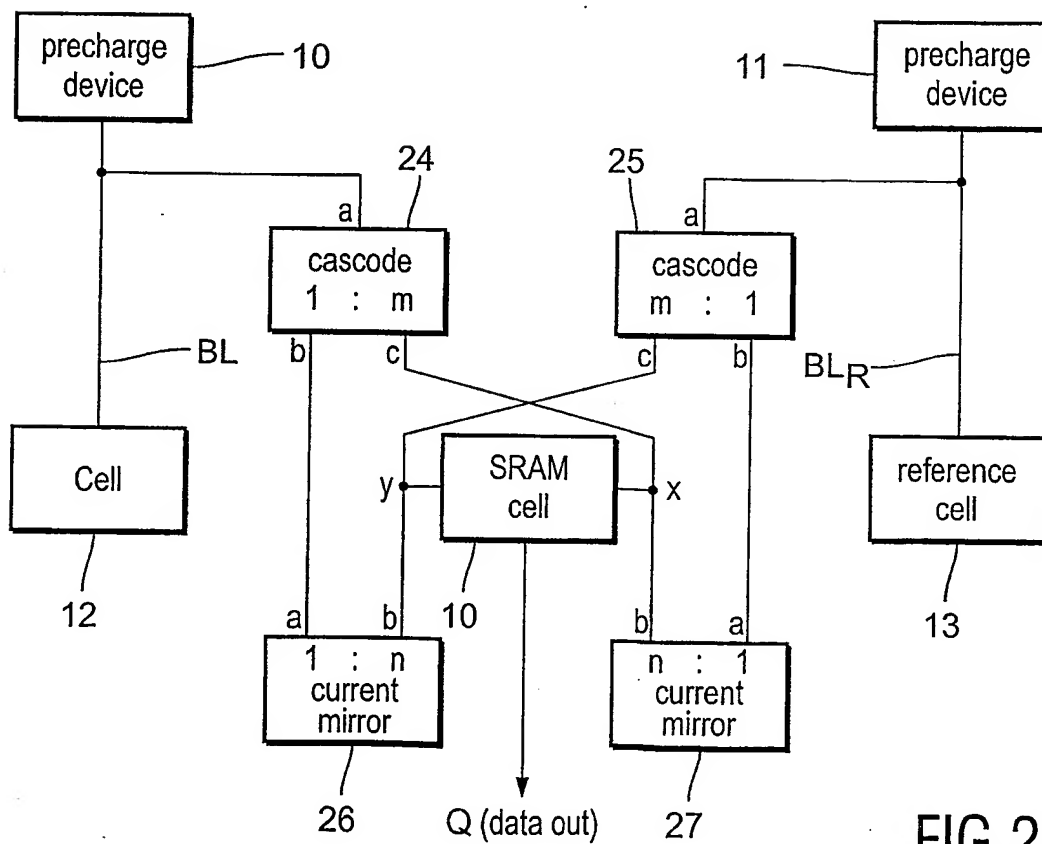 precharge
device
10
11
precharge
device
24
25
a
a
cascode
1 : m
cascode
m : 1
b
c
c
b
BL
BLR
Cell
SRAM
cell
reference
cell
y
x
12
10
13
a
b
b
a
1 : n
current
mirror
n : 1
current
mirror
26
Q (data out)
27
FIG. 2